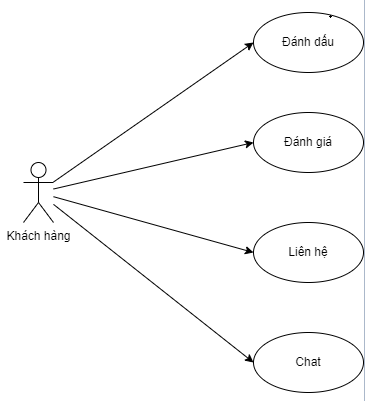 Đánh dấu
Đánh giá
Khách hàng
Liên hệ
Chat